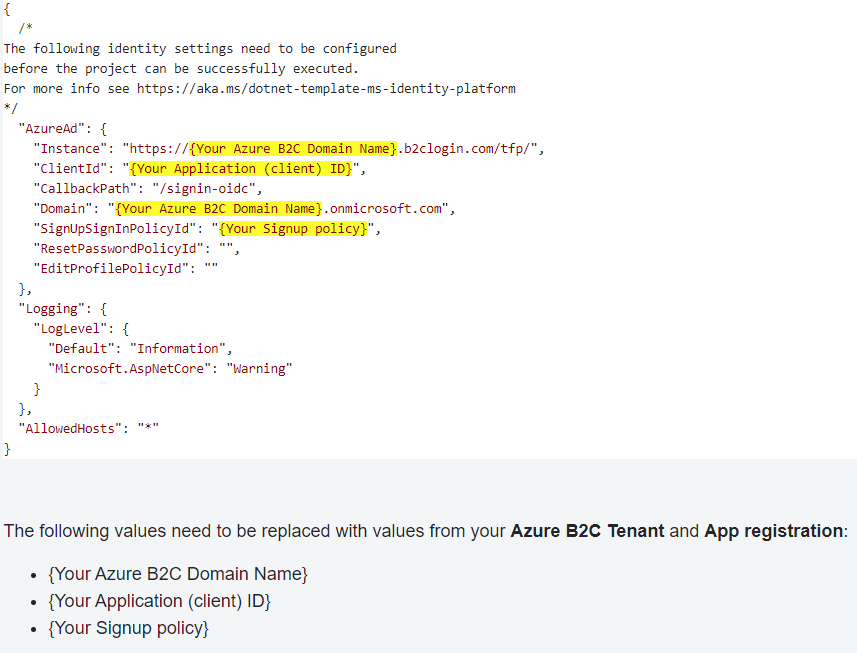 {
/*
The following identity settings need to be configured
before the project can be successfully executed.
For more info see https://aka.ms/dotnet-template-ms-identity-platform
*/
"AzureAd": {
"Instance": "https://{Your Azure B2C Domain Name}.b2clogin.com/tfp/",
"ClientId": "{Your Application (client) ID}",
"CallbackPath": "/signin-oidc",
"Domain": "{Your Azure B2C Domain Name}.onmicrosoft.com",
"SignUpSignInPolicyId": "{Your Signup policy}",
"ResetPasswordPolicyId": "",
"EditProfilePolicyId": ""
},
"Logging": {
"LogLevel": {
"Default": "Information",
"Microsoft.AspNetCore": "Warning"
}
},
"AllowedHosts": "*"
}
The following values need to be replaced with values from your Azure B2C Tenant and App registration:
• {Your Azure B2C Domain Name}
• {Your Application (client) ID}
• {Your Signup policy}